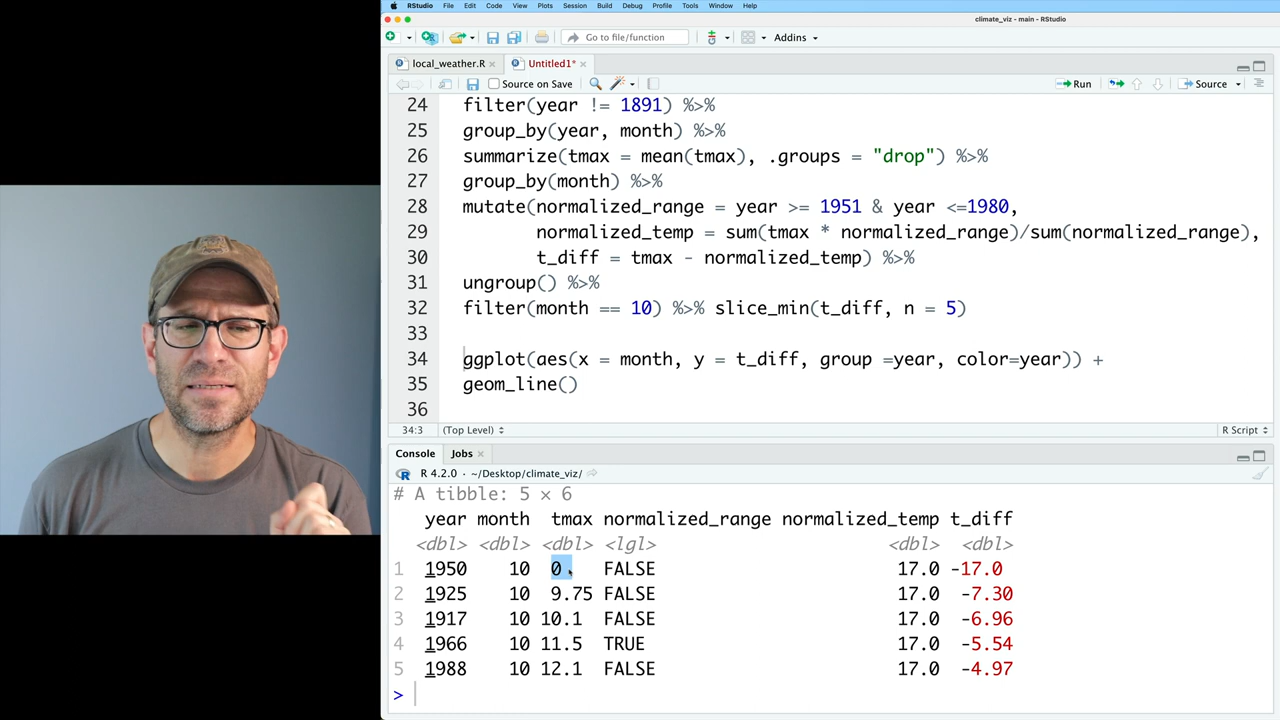 RStudio File Edit Code View Plots Session Build Debug Profile Tools Window Help
climate_viz - main - RStudio
Go to file/function Addins
local_weather.R Untitled1*
Source on Save Run Source
24 filter(year != 1891) %>%
25 group_by(year, month) %>%
26 summarize(tmax = mean(tmax), .groups = "drop") %>%
27 group_by(month) %>%
28 mutate(normalized_range = year >= 1951 & year <=1980,
29 normalized_temp = sum(tmax * normalized_range)/sum(normalized_range),
30 t_diff = tmax - normalized_temp) %>%
31 ungroup() %>%
32 filter(month == 10) %>% slice_min(t_diff, n = 5)
33
34 ggplot(aes(x = month, y = t_diff, group =year, color=year)) +
35 geom_line()
36
34:3 (Top Level) R Script
Console Jobs
R 4.2.0 · ~/Desktop/climate_viz/
# A tibble: 5 × 6
year month tmax normalized_range normalized_temp t_diff
<dbl> <dbl> <dbl> <lgl> <dbl> <dbl>
1 1950 10 0 FALSE 17.0 -17.0
2 1925 10 9.75 FALSE 17.0 -7.30
3 1917 10 10.1 FALSE 17.0 -6.96
4 1966 10 11.5 TRUE 17.0 -5.54
5 1988 10 12.1 FALSE 17.0 -4.97
>